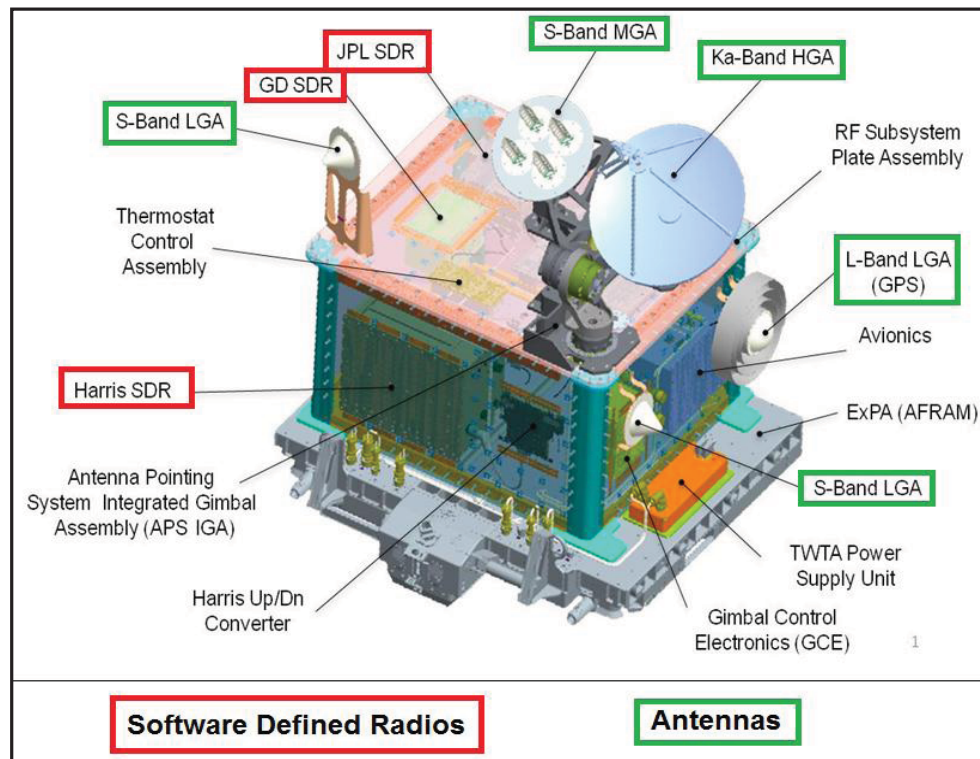 S-Band MGA
JPL SDR
Ka-Band HGA
GD SDR
S-Band LGA
RF Subsystem
Plate Assembly
Thermostat
Control
Assembly
L-Band LGA
(GPS)
Avionics
Harris SDR
ExPA (AFRAM)
Antenna Pointing
System Integrated Gimbal
Assembly (APS IGA)
S-Band LGA
TWTA Power
Supply Unit
Harris Up/Dn
Converter
Gimbal Control
Electronics (GCE)
1
Software Defined Radios
Antennas